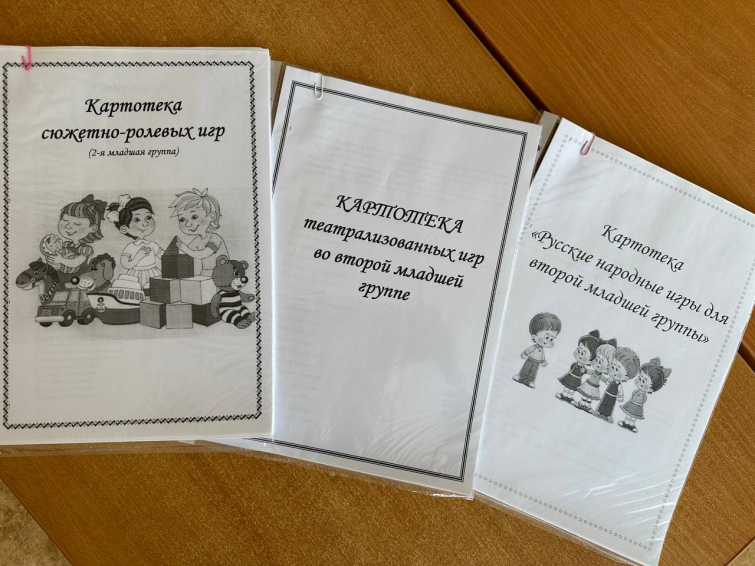 Картотека
сюжетно-ролевых игр
(2-я младшая группа)
КАРТОТЕКА
театрализованных игр
во второй младшей
группе
Картотека
«Русские народные игры для
второй младшей группы»